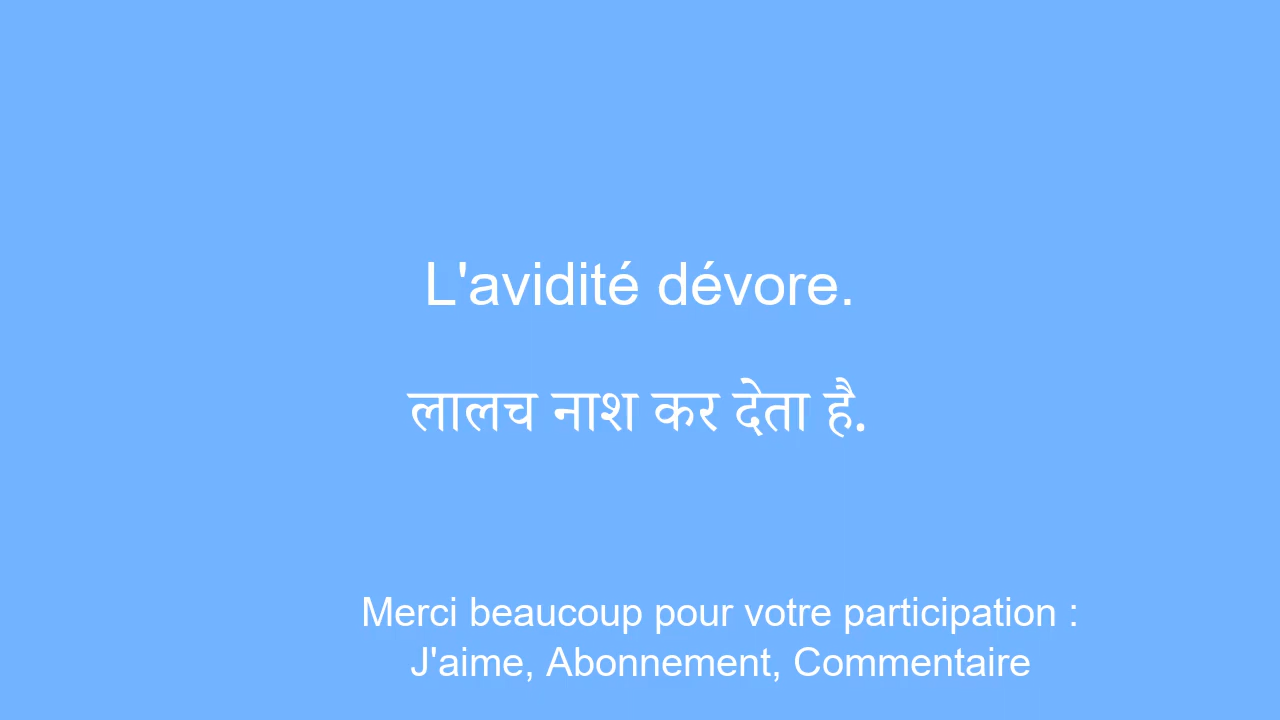 L'avidité dévore.
लालच नाश कर देता है.
Merci beaucoup pour votre participation :
J'aime, Abonnement, Commentaire